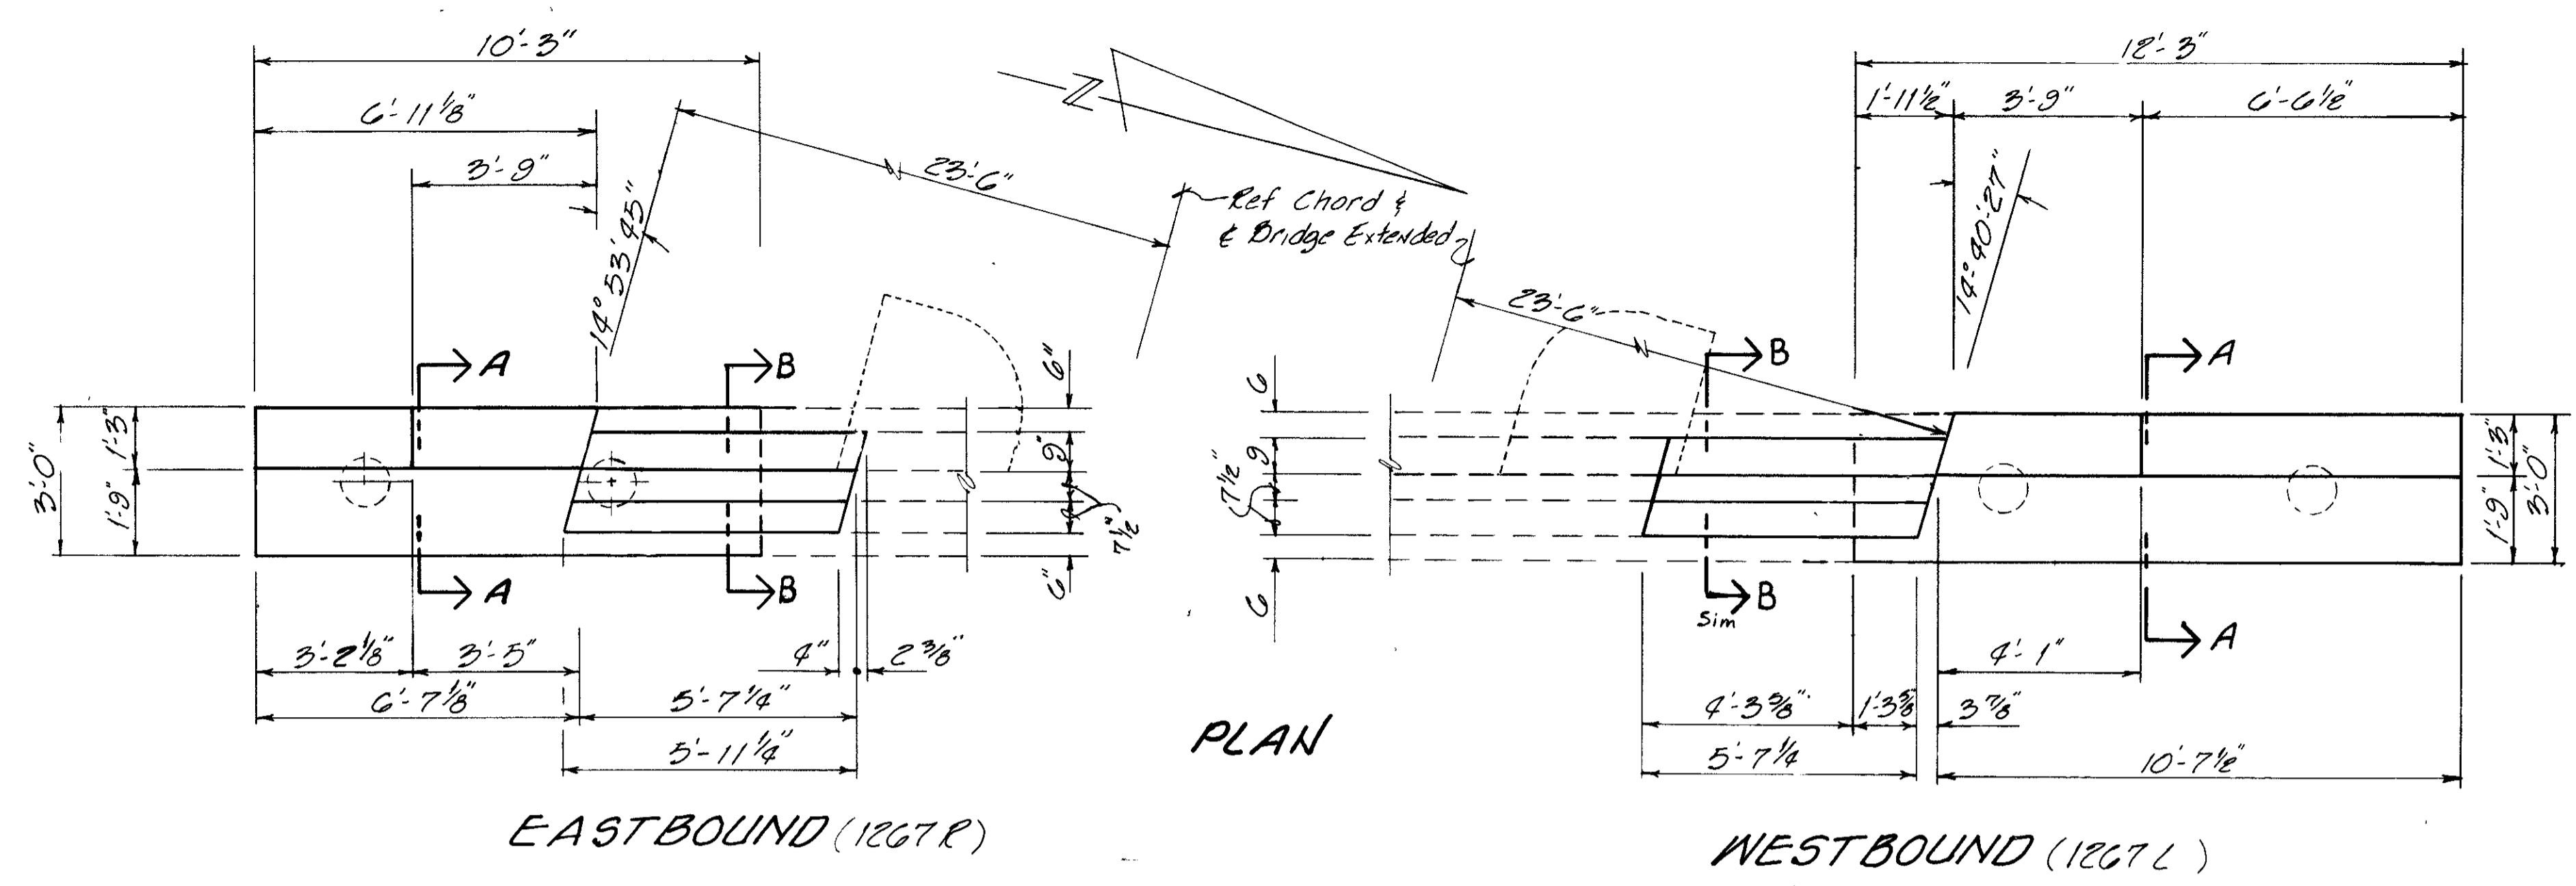 10'-3"
6'-11 1/8"
3'-9"
14° 53' 45"
23'-6"
Z
Ref Chord &
℄ Bridge Extended
A
B
6"
9"
7 1/2"
6"
3'-0"
1'-3"
1'-9"
A
B
3'-2 1/8"
3'-5"
4"
2 3/8"
6'-7 1/8"
5'-7 1/4"
5'-11 1/4"
EASTBOUND (1267R)
PLAN
12'-3"
1'-11 1/2"
3'-9"
6'-6 1/2"
14°-40'-27"
23'-6"
B
A
6
9
7 1/2"
6
1'-3"
1'-9"
3'-0"
B
Sim
A
4'-1"
4'-3 3/8"
1'-3 5/8
3 7/8"
5'-7 1/4
10'-7 1/2"
WESTBOUND (1267L)